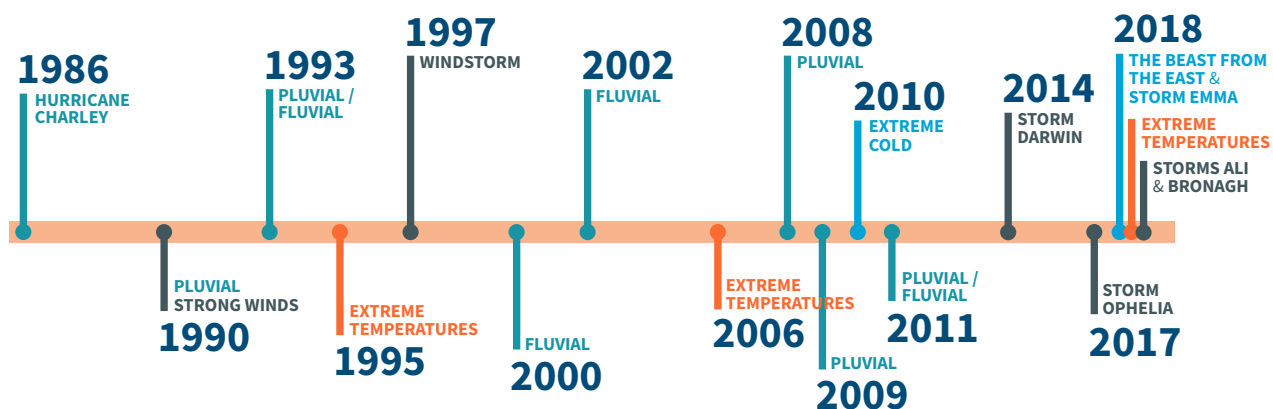 1986
HURRICANE
CHARLEY
1990
PLUVIAL
STRONG WINDS
1993
PLUVIAL /
FLUVIAL
1995
EXTREME
TEMPERATURES
1997
WINDSTORM
2000
FLUVIAL
2002
FLUVIAL
2006
EXTREME
TEMPERATURES
2008
PLUVIAL
2009
PLUVIAL
2010
EXTREME
COLD
2011
PLUVIAL /
FLUVIAL
2014
STORM
DARWIN
2017
STORM
OPHELIA
2018
THE BEAST FROM
THE EAST &
STORM EMMA
EXTREME
TEMPERATURES
STORMS ALI
& BRONAGH